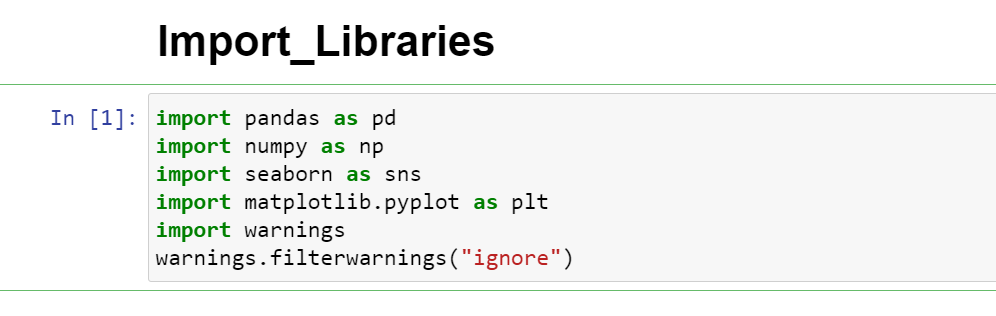 Import_Libraries
In [1]: import pandas as pd
import numpy as np
import seaborn as sns
import matplotlib.pyplot as plt
import warnings
warnings.filterwarnings("ignore")